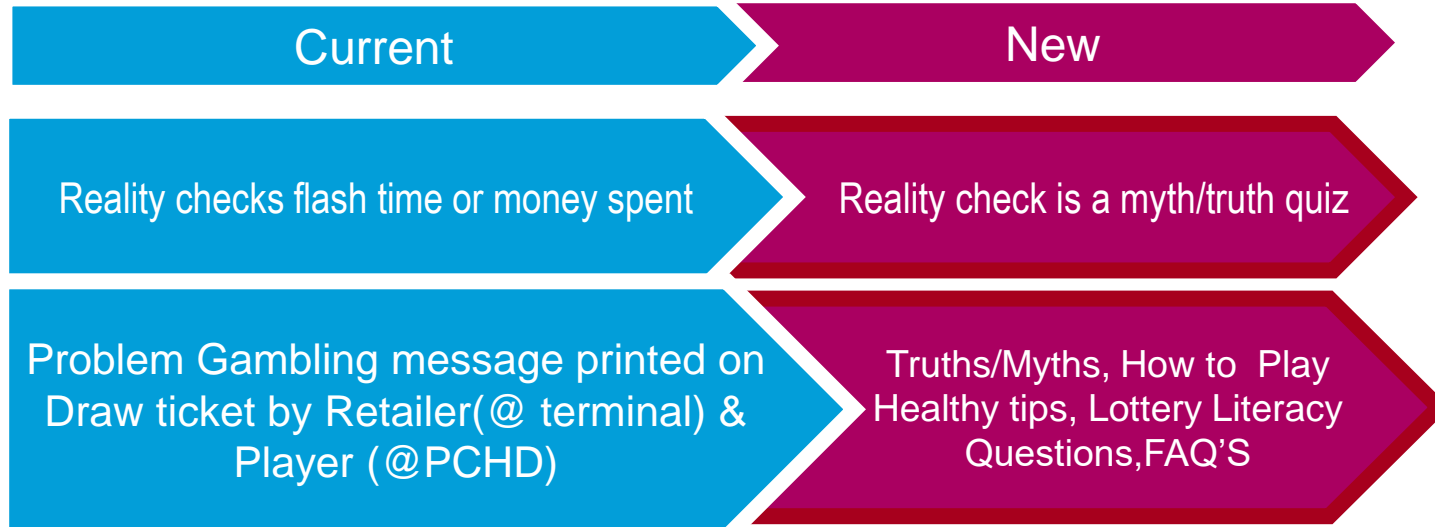 Current
New
Reality checks flash time or money spent
Reality check is a myth/truth quiz
Problem Gambling message printed on
Draw ticket by Retailer(@ terminal) &
Player (@PCHD)
Truths/Myths, How to Play
Healthy tips, Lottery Literacy
Questions,FAQ'S